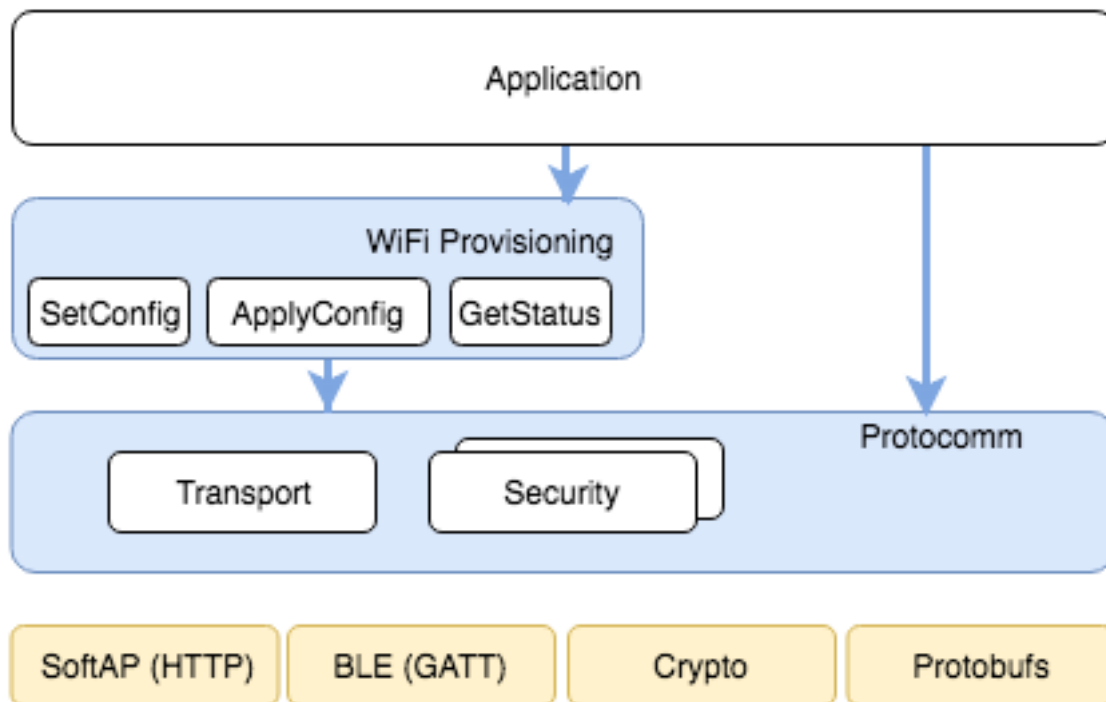 Application
WiFi Provisioning
SetConfig
ApplyConfig
GetStatus
Protocomm
Transport
Security
SoftAP (HTTP)
BLE (GATT)
Crypto
Protobufs